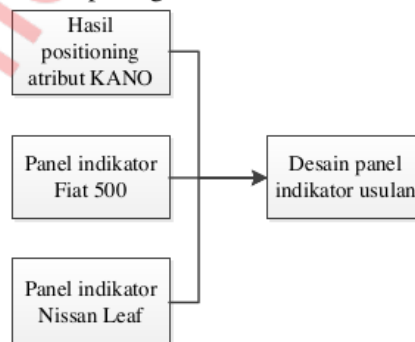 Hasil
positioning
atribut KANO
Panel indikator
Fiat 500
Desain panel
indikator usulan
Panel indikator
Nissan Leaf